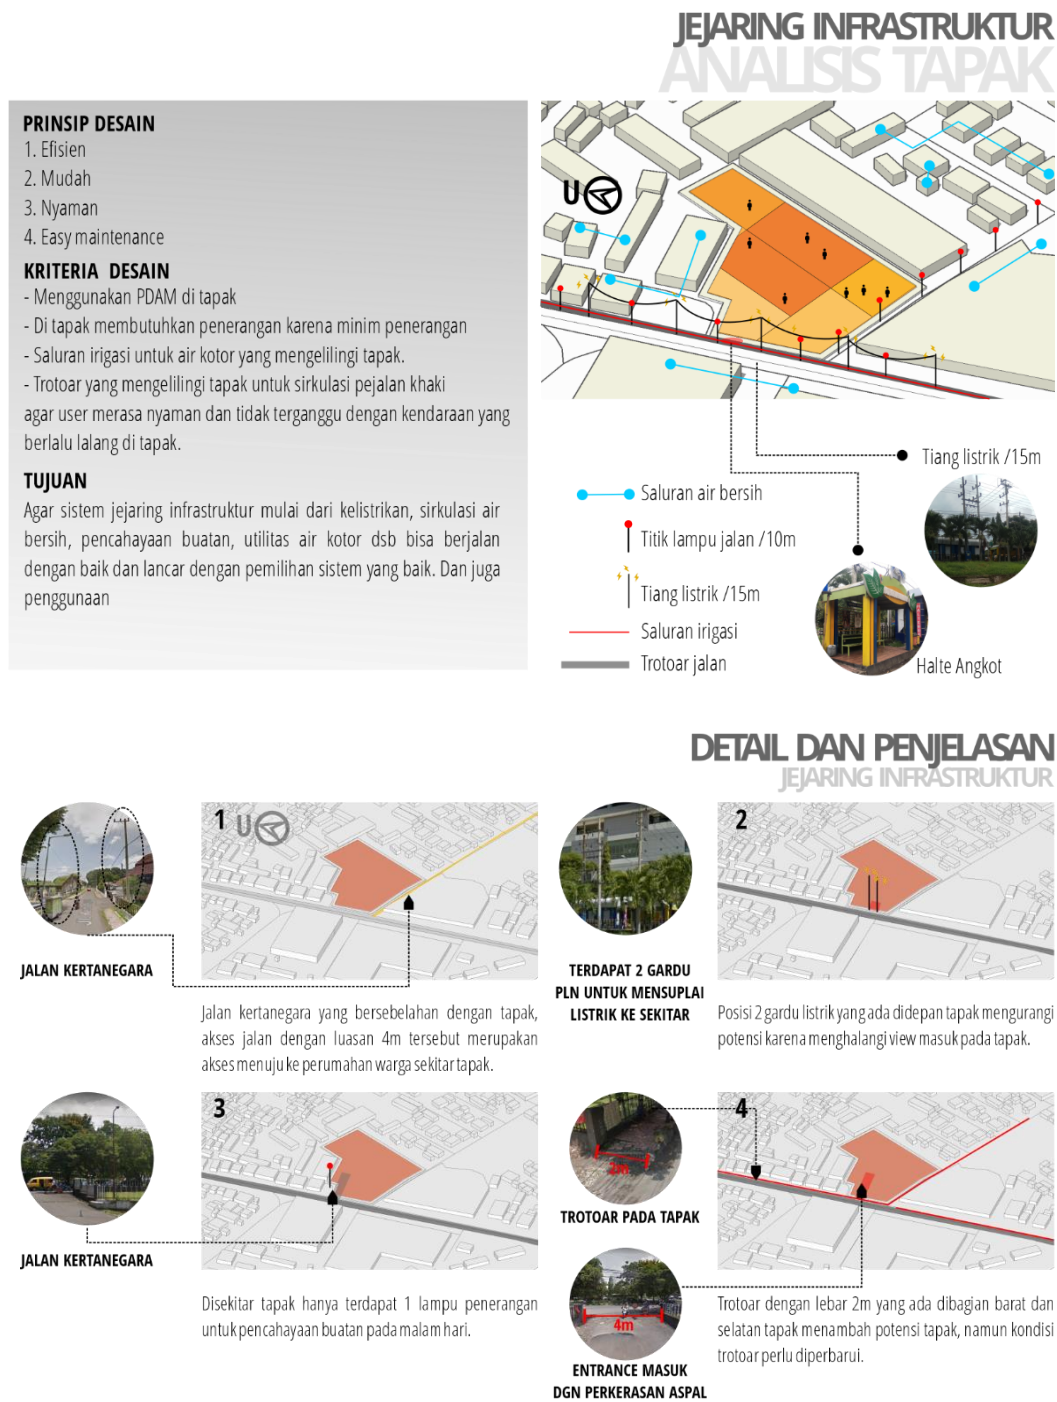 JEJARING INFRASTRUKTUR
ANALISIS TAPAK
PRINSIP DESAIN
1. Efisien
2. Mudah
3. Nyaman
4. Easy maintenance
KRITERIA DESAIN
- Menggunakan PDAM di tapak
- Di tapak membutuhkan penerangan karena minim penerangan
- Saluran irigasi untuk air kotor yang mengelilingi tapak.
- Trotoar yang mengelilingi tapak untuk sirkulasi pejalan khaki
agar user merasa nyaman dan tidak terganggu dengan kendaraan yang
berlalu lalang di tapak.
TUJUAN
Agar sistem jejaring infrastruktur mulai dari kelistrikan, sirkulasi air
bersih, pencahayaan buatan, utilitas air kotor dsb bisa berjalan
dengan baik dan lancar dengan pemilihan sistem yang baik. Dan juga
penggunaan
U
Tiang listrik /15m
Saluran air bersih
Titik lampu jalan /10m
Tiang listrik /15m
Saluran irigasi
Trotoar jalan
Halte Angkot
DETAIL DAN PENJELASAN
JEJARING INFRASTRUKTUR
1
U
JALAN KERTANEGARA
Jalan kertanegara yang bersebelahan dengan tapak,
akses jalan dengan luasan 4m tersebut merupakan
akses menuju ke perumahan warga sekitar tapak.
2
TERDAPAT 2 GARDU
PLN UNTUK MENSUPLAI
LISTRIK KE SEKITAR
Posisi 2 gardu listrik yang ada didepan tapak mengurangi
potensi karena menghalangi view masuk pada tapak.
3
JALAN KERTANEGARA
Disekitar tapak hanya terdapat 1 lampu penerangan
untuk pencahayaan buatan pada malam hari.
4
2m
TROTOAR PADA TAPAK
4m
ENTRANCE MASUK
DGN PERKERASAN ASPAL
Trotoar dengan lebar 2m yang ada dibagian barat dan
selatan tapak menambah potensi tapak, namun kondisi
trotoar perlu diperbarui.